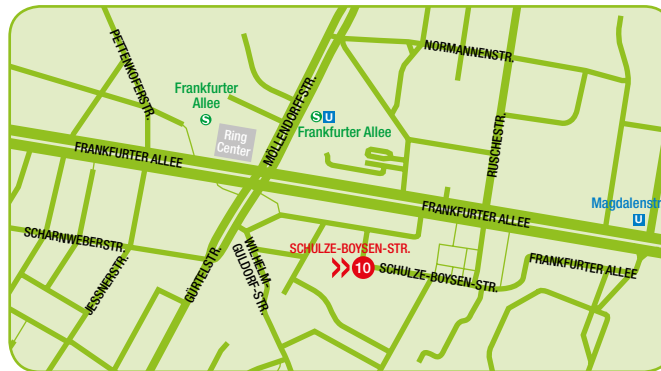 PETTENKOFERSTR.
NORMANNENSTR.
MÖLLENDORFFSTR.
Frankfurter
Allee
S
S U
Frankfurter Allee
Ring
Center
RUSCHESTR.
FRANKFURTER ALLEE
Magdalenstr
U
FRANKFURTER ALLEE
SCHARNWEBERSTR.
JESSNERSTR.
GÜRTELSTR.
WILHELM-
GULDORF-STR.
SCHULZE-BOYSEN-STR.
10
SCHULZE-BOYSEN-STR.
FRANKFURTER ALLEE